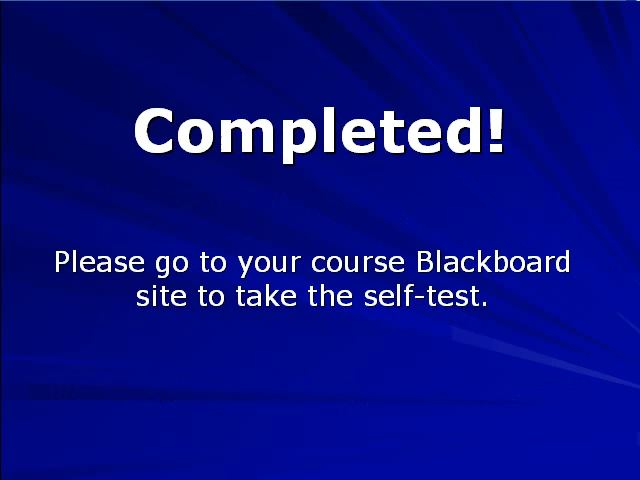 Completed!
Please go to your course Blackboard
site to take the self-test.